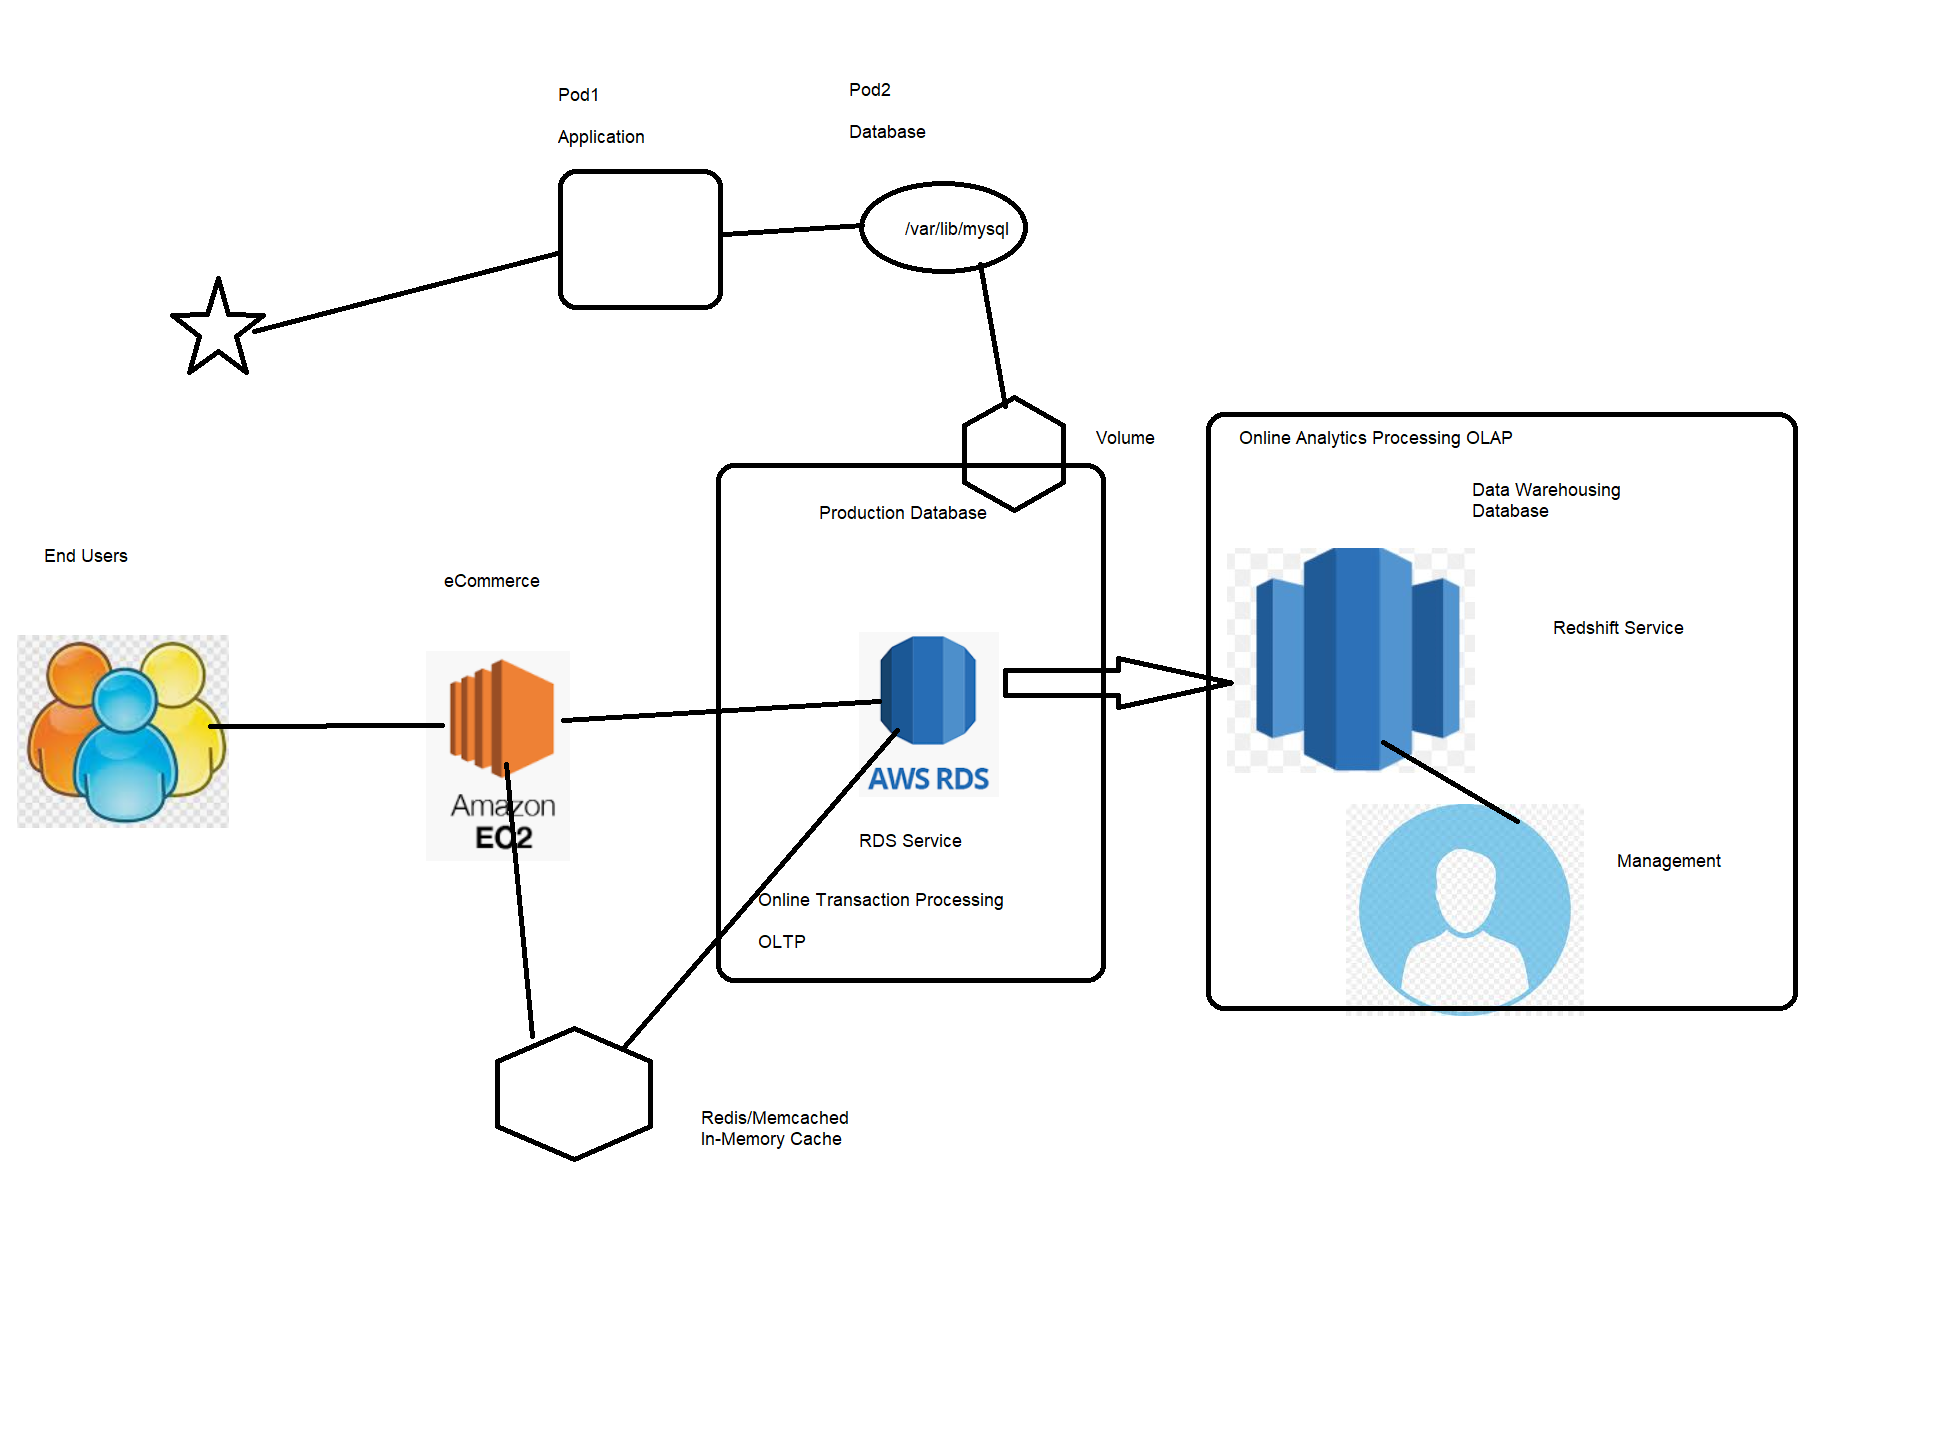 Pod1
Application
Pod2
Database
/var/lib/mysql
Volume
Online Analytics Processing OLAP
Data Warehousing
Database
Production Database
End Users
eCommerce
Redshift Service
Amazon
EC2
AWS RDS
RDS Service
Management
Online Transaction Processing
OLTP
Redis/Memcached
In-Memory Cache